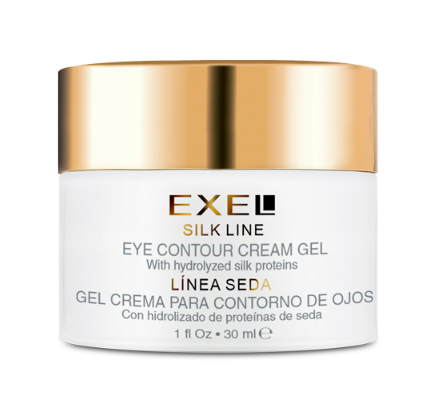 EXEL
SILK LINE
EYE CONTOUR CREAM GEL
With hydrolyzed silk proteins
LÍNEA SEDA
GEL CREMA PARA CONTORNO DE OJOS
Con hidrolizado de proteínas de seda
1 fl Oz • 30 ml ℮